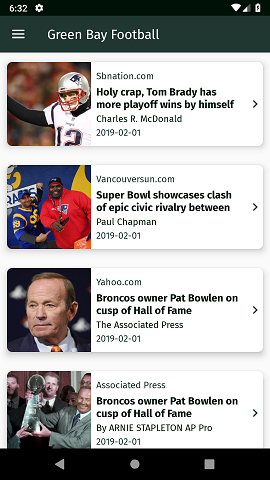 6:32
Green Bay Football
Sbnation.com
Holy crap, Tom Brady has
more playoff wins by himself
Charles R. McDonald
2019-02-01
Vancouversun.com
Super Bowl showcases clash
of epic civic rivalry between
Paul Chapman
2019-02-01
Yahoo.com
Broncos owner Pat Bowlen on
cusp of Hall of Fame
The Associated Press
2019-02-01
Associated Press
Broncos owner Pat Bowlen on
cusp of Hall of Fame
By ARNIE STAPLETON AP Pro
2019-02-01